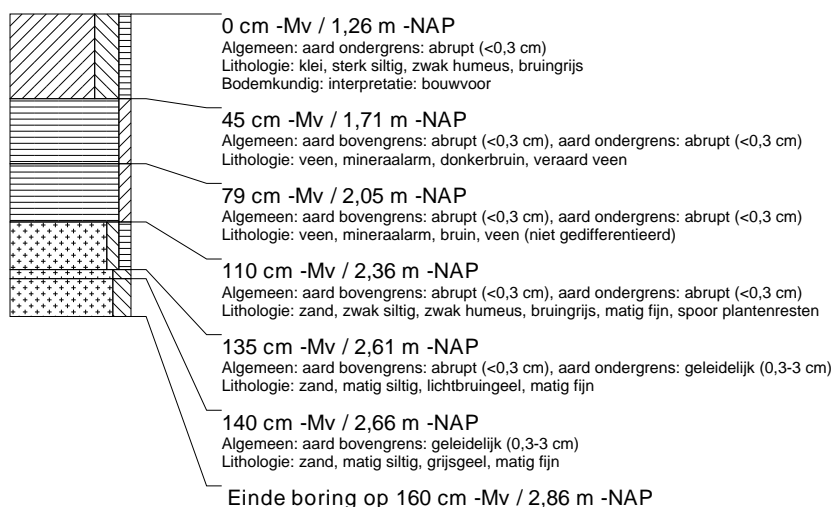 0 cm -Mv / 1,26 m -NAP
Algemeen: aard ondergrens: abrupt (<0,3 cm)
Lithologie: klei, sterk siltig, zwak humeus, bruingrijs
Bodemkundig: interpretatie: bouwvoor
45 cm -Mv / 1,71 m -NAP
Algemeen: aard bovengrens: abrupt (<0,3 cm), aard ondergrens: abrupt (<0,3 cm)
Lithologie: veen, mineraalarm, donkerbruin, veraard veen
79 cm -Mv / 2,05 m -NAP
Algemeen: aard bovengrens: abrupt (<0,3 cm), aard ondergrens: abrupt (<0,3 cm)
Lithologie: veen, mineraalarm, bruin, veen (niet gedifferentieerd)
110 cm -Mv / 2,36 m -NAP
Algemeen: aard bovengrens: abrupt (<0,3 cm), aard ondergrens: abrupt (<0,3 cm)
Lithologie: zand, zwak siltig, zwak humeus, bruingrijs, matig fijn, spoor plantenresten
135 cm -Mv / 2,61 m -NAP
Algemeen: aard bovengrens: abrupt (<0,3 cm), aard ondergrens: geleidelijk (0,3-3 cm)
Lithologie: zand, matig siltig, lichtbruingeel, matig fijn
140 cm -Mv / 2,66 m -NAP
Algemeen: aard bovengrens: geleidelijk (0,3-3 cm)
Lithologie: zand, matig siltig, grijsgeel, matig fijn
Einde boring op 160 cm -Mv / 2,86 m -NAP